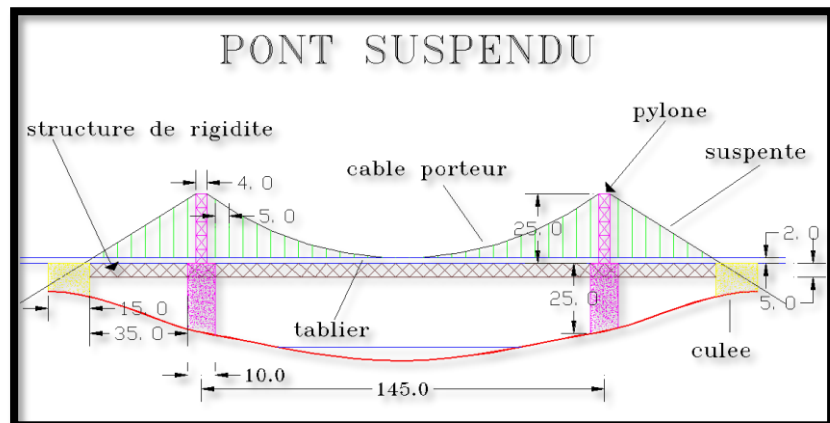 PONT SUSPENDU
pylone
structure de rigidite
suspente
cable porteur
4. 0
5. 0
25. 0
2. 0
25. 0
5. 0
15. 0
tablier
35. 0
culee
10.0
145.0